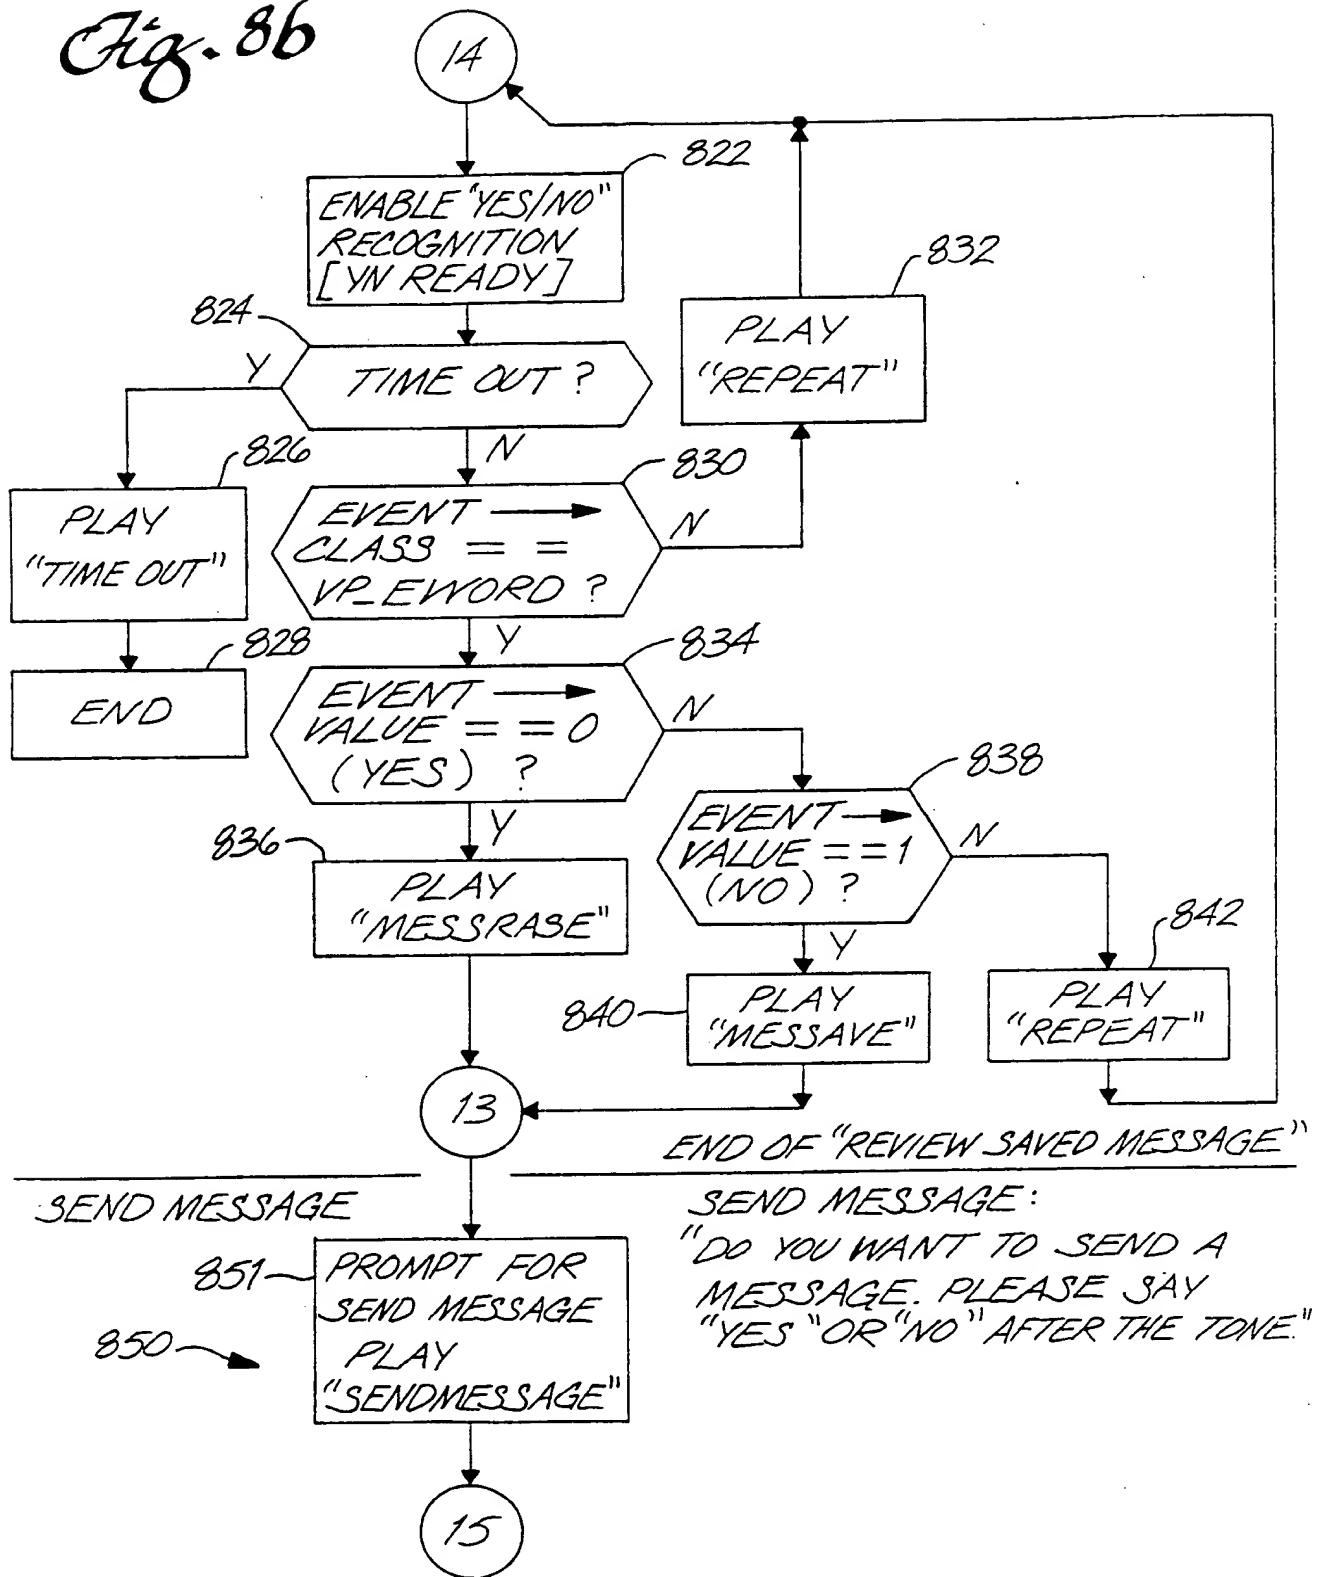 Fig. 8b
14
822
ENABLE "YES/NO"
RECOGNITION
[YN READY]
832
PLAY
"REPEAT"
824
Y
TIME OUT ?
N
826
PLAY
"TIME OUT"
830
EVENT →
CLASS = =
VP_EWORD ?
N
Y
828
END
834
EVENT →
VALUE = = 0
(YES) ?
N
Y
838
EVENT →
VALUE = = 1
(NO) ?
N
Y
836
PLAY
"MESSRASE"
840
PLAY
"MESSAVE"
842
PLAY
"REPEAT"
13
END OF "REVIEW SAVED MESSAGE"
SEND MESSAGE
SEND MESSAGE:
"DO YOU WANT TO SEND A
MESSAGE. PLEASE SAY
"YES "OR "NO" AFTER THE TONE."
851
PROMPT FOR
SEND MESSAGE
PLAY
"SENDMESSAGE"
850
15